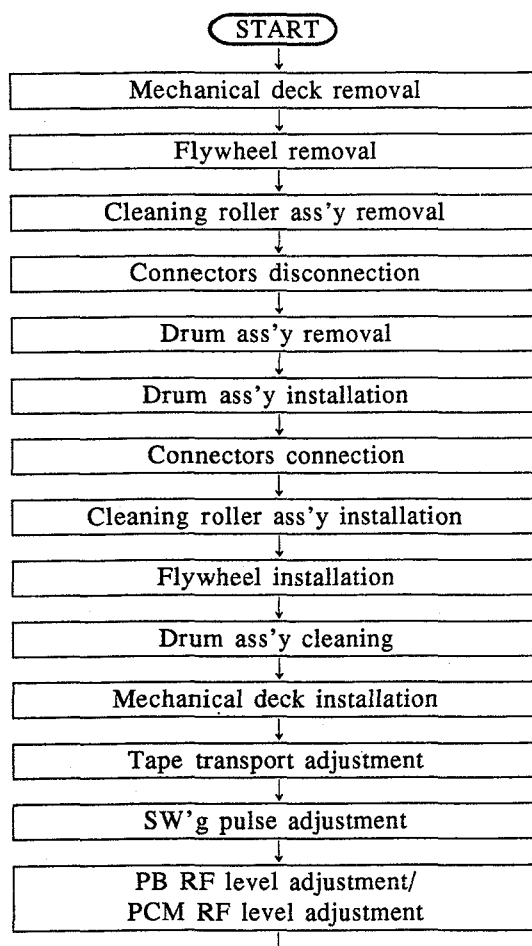 START
Mechanical deck removal
Flywheel removal
Cleaning roller ass'y removal
Connectors disconnection
Drum ass'y removal
Drum ass'y installation
Connectors connection
Cleaning roller ass'y installation
Flywheel installation
Drum ass'y cleaning
Mechanical deck installation
Tape transport adjustment
SW'g pulse adjustment
PB RF level adjustment/
PCM RF level adjustment